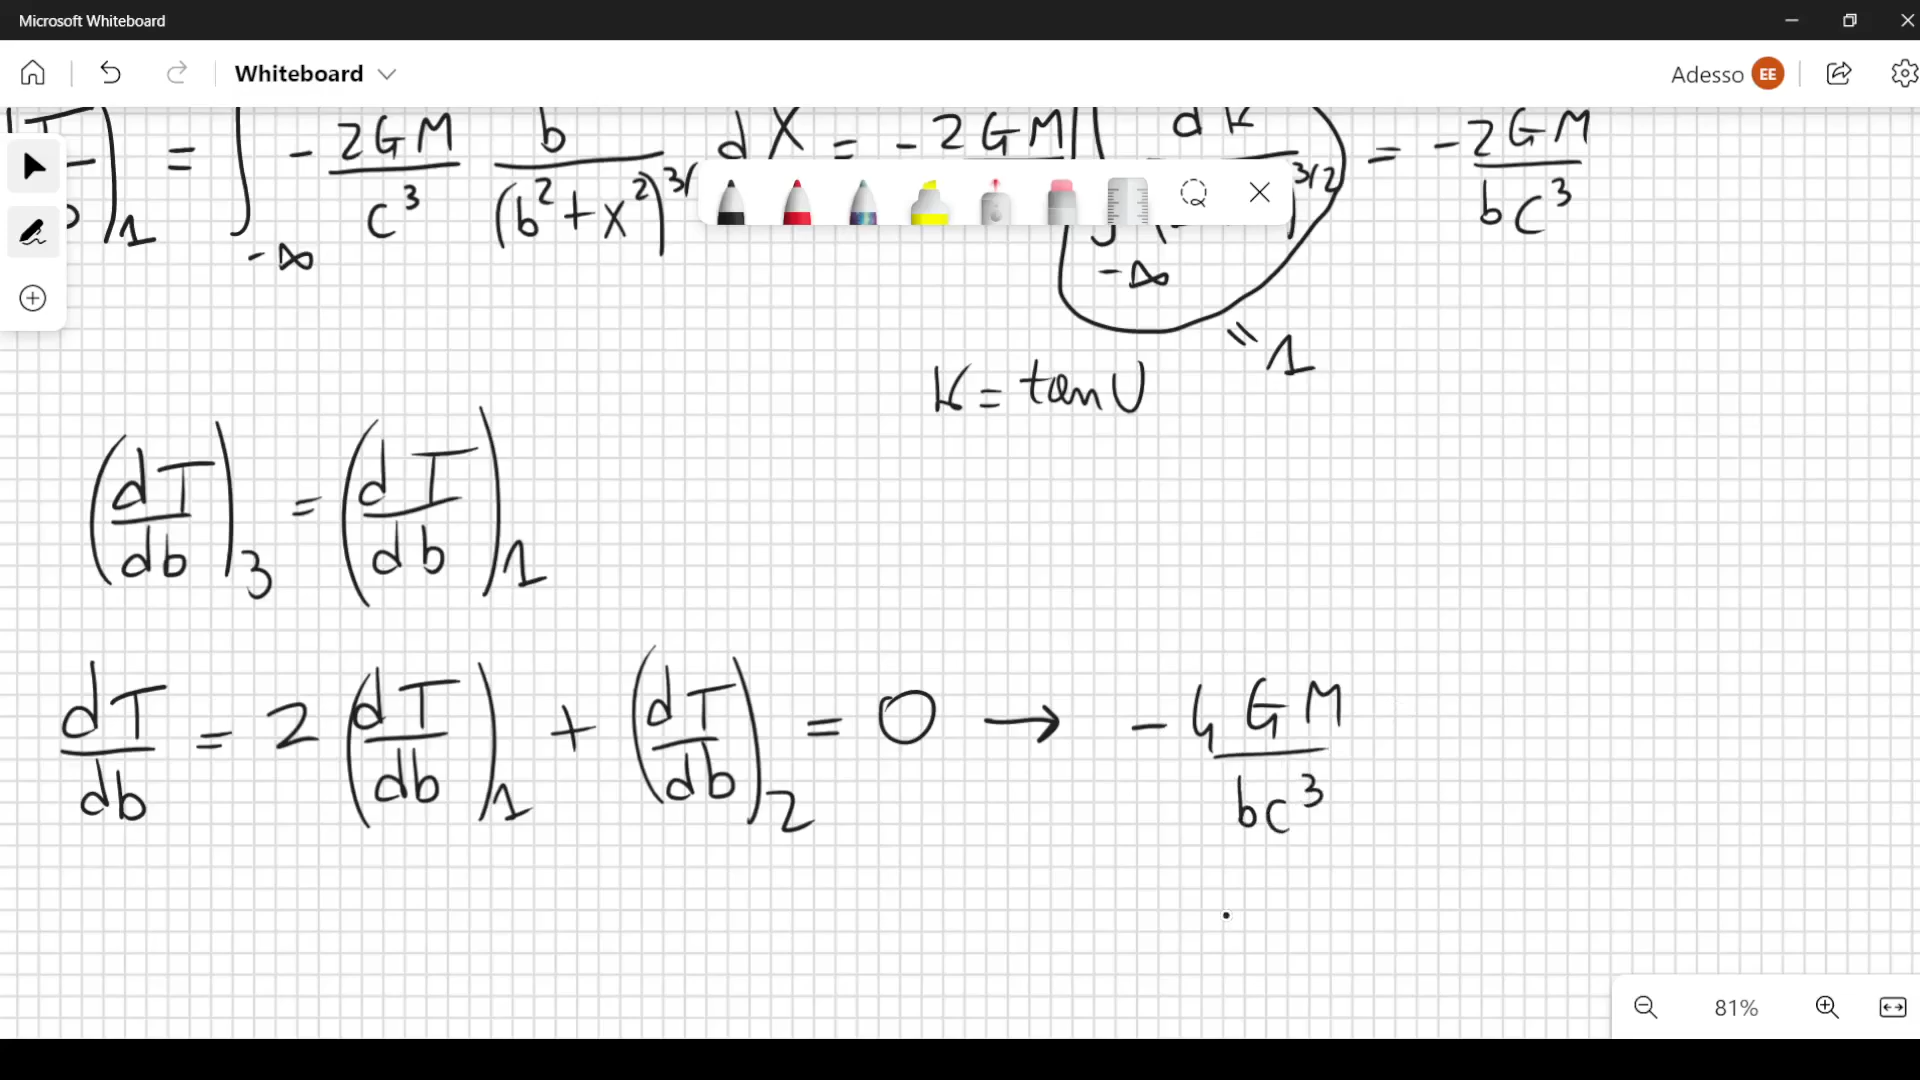 Microsoft Whiteboard
Whiteboard
Adesso EE
)₁ = ∫ -∞ - 2GM/c³ b/(b²+x²)³/ dX = - 2GM ∫ -∞ dK/( )^3/2 = - 2GM/bc³
= 1
K = tan U
(dT/db)₃ = (dT/db)₁
dT/db = 2 (dT/db)₁ + (dT/db)₂ = 0 → - 4GM/bc³
81%